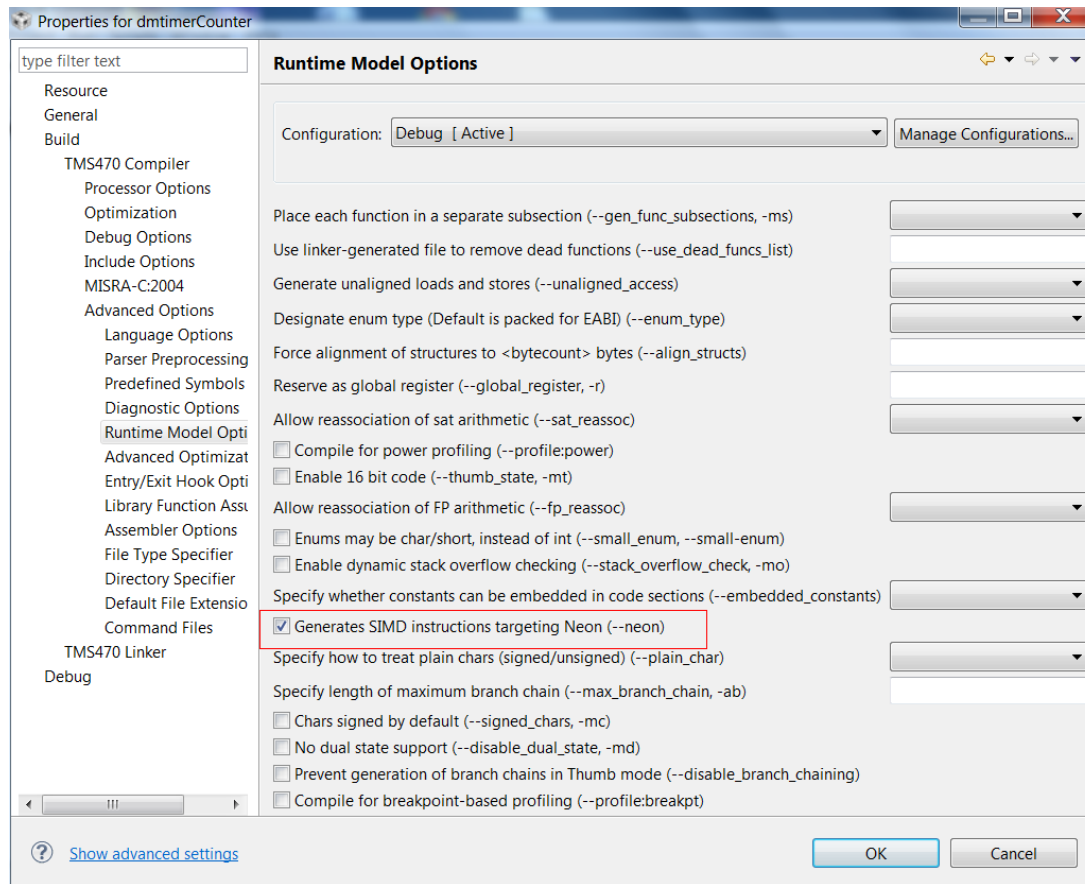 Properties for dmtimerCounter
type filter text
Resource
General
Build
TMS470 Compiler
Processor Options
Optimization
Debug Options
Include Options
MISRA-C:2004
Advanced Options
Language Options
Parser Preprocessing
Predefined Symbols
Diagnostic Options
Runtime Model Opti
Advanced Optimizat
Entry/Exit Hook Opti
Library Function Assu
Assembler Options
File Type Specifier
Directory Specifier
Default File Extensio
Command Files
TMS470 Linker
Debug
Runtime Model Options
Configuration: Debug [ Active ] Manage Configurations...
Place each function in a separate subsection (--gen_func_subsections, -ms)
Use linker-generated file to remove dead functions (--use_dead_funcs_list)
Generate unaligned loads and stores (--unaligned_access)
Designate enum type (Default is packed for EABI) (--enum_type)
Force alignment of structures to <bytecount> bytes (--align_structs)
Reserve as global register (--global_register, -r)
Allow reassociation of sat arithmetic (--sat_reassoc)
Compile for power profiling (--profile:power)
Enable 16 bit code (--thumb_state, -mt)
Allow reassociation of FP arithmetic (--fp_reassoc)
Enums may be char/short, instead of int (--small_enum, --small-enum)
Enable dynamic stack overflow checking (--stack_overflow_check, -mo)
Specify whether constants can be embedded in code sections (--embedded_constants)
Generates SIMD instructions targeting Neon (--neon)
Specify how to treat plain chars (signed/unsigned) (--plain_char)
Specify length of maximum branch chain (--max_branch_chain, -ab)
Chars signed by default (--signed_chars, -mc)
No dual state support (--disable_dual_state, -md)
Prevent generation of branch chains in Thumb mode (--disable_branch_chaining)
Compile for breakpoint-based profiling (--profile:breakpt)
Show advanced settings
OK Cancel